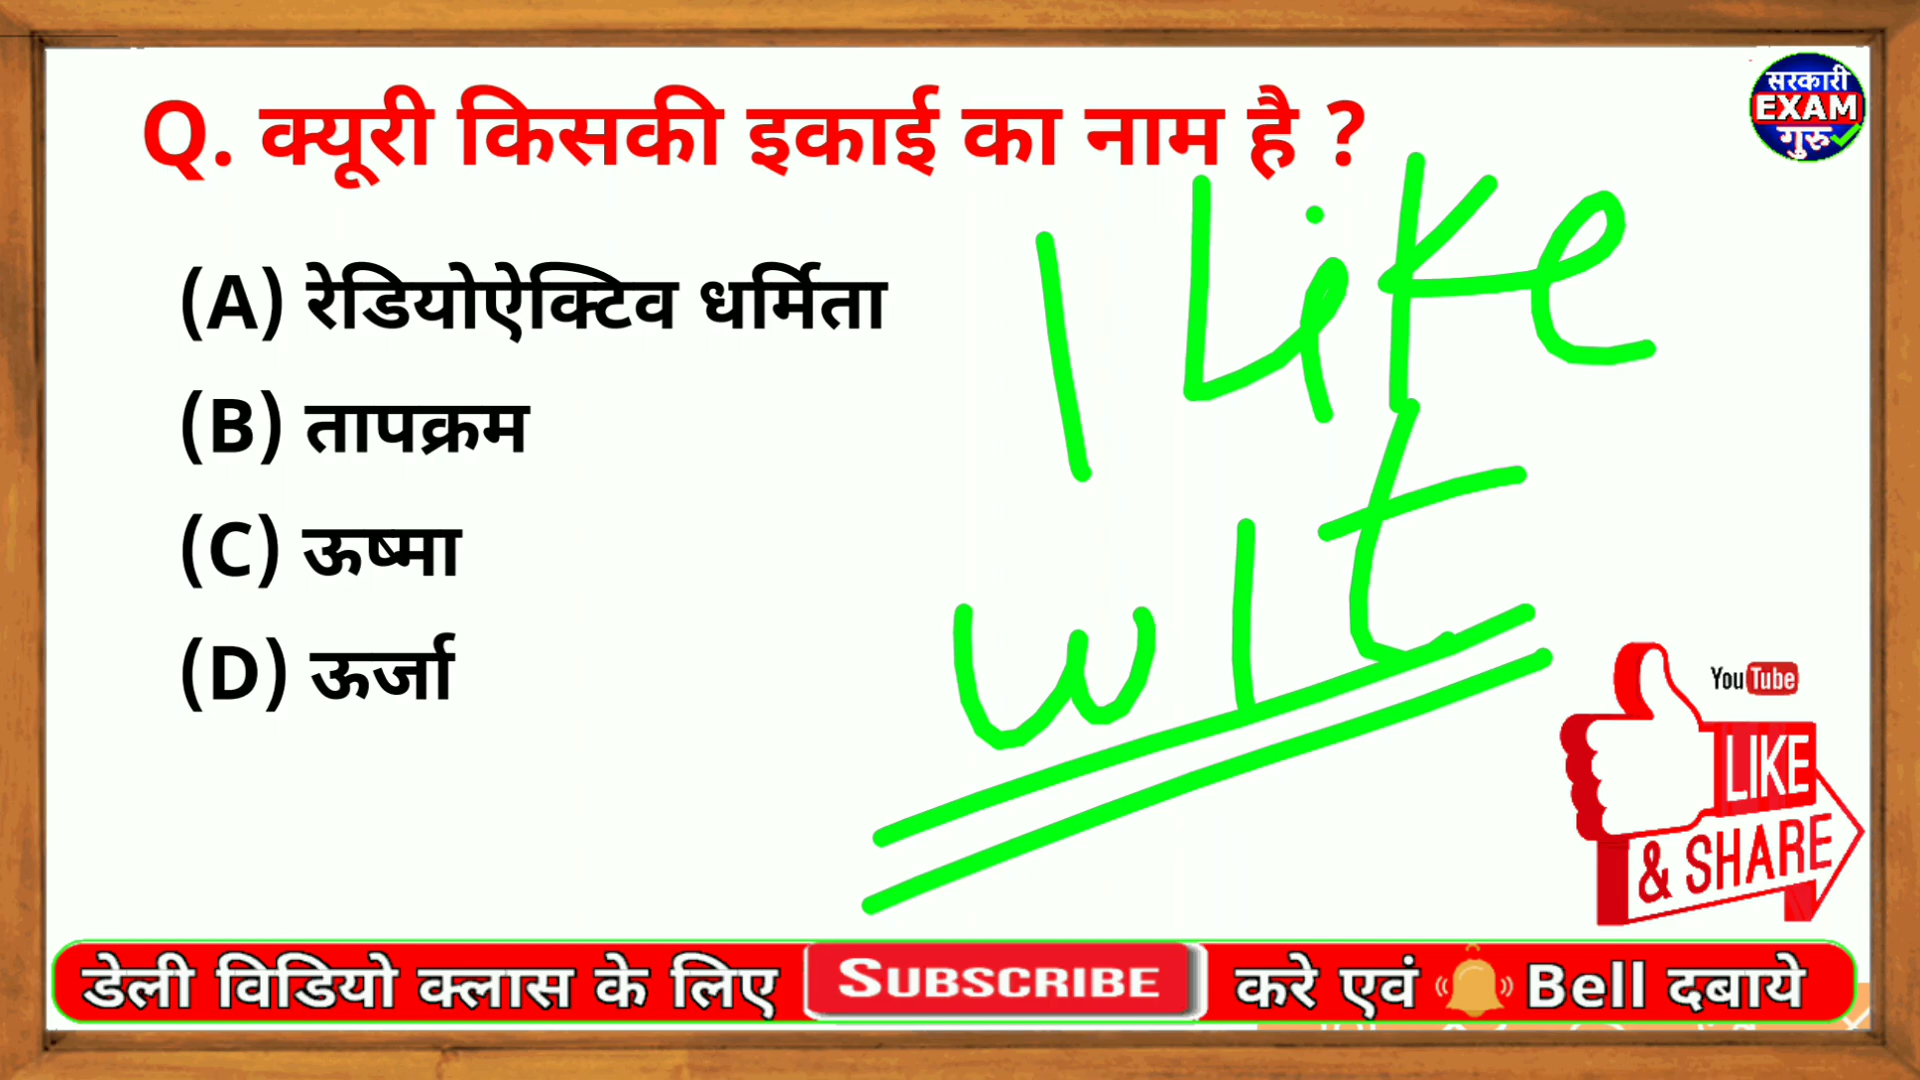 सरकारी
EXAM
गुरु
Q. क्यूरी किसकी इकाई का नाम है ?
(A) रेडियोऐक्टिव धर्मिता
(B) तापक्रम
(C) ऊष्मा
(D) ऊर्जा
I Like
wIt
YouTube
LIKE
& SHARE
डेली विडियो क्लास के लिए SUBSCRIBE करे एवं Bell दबाये